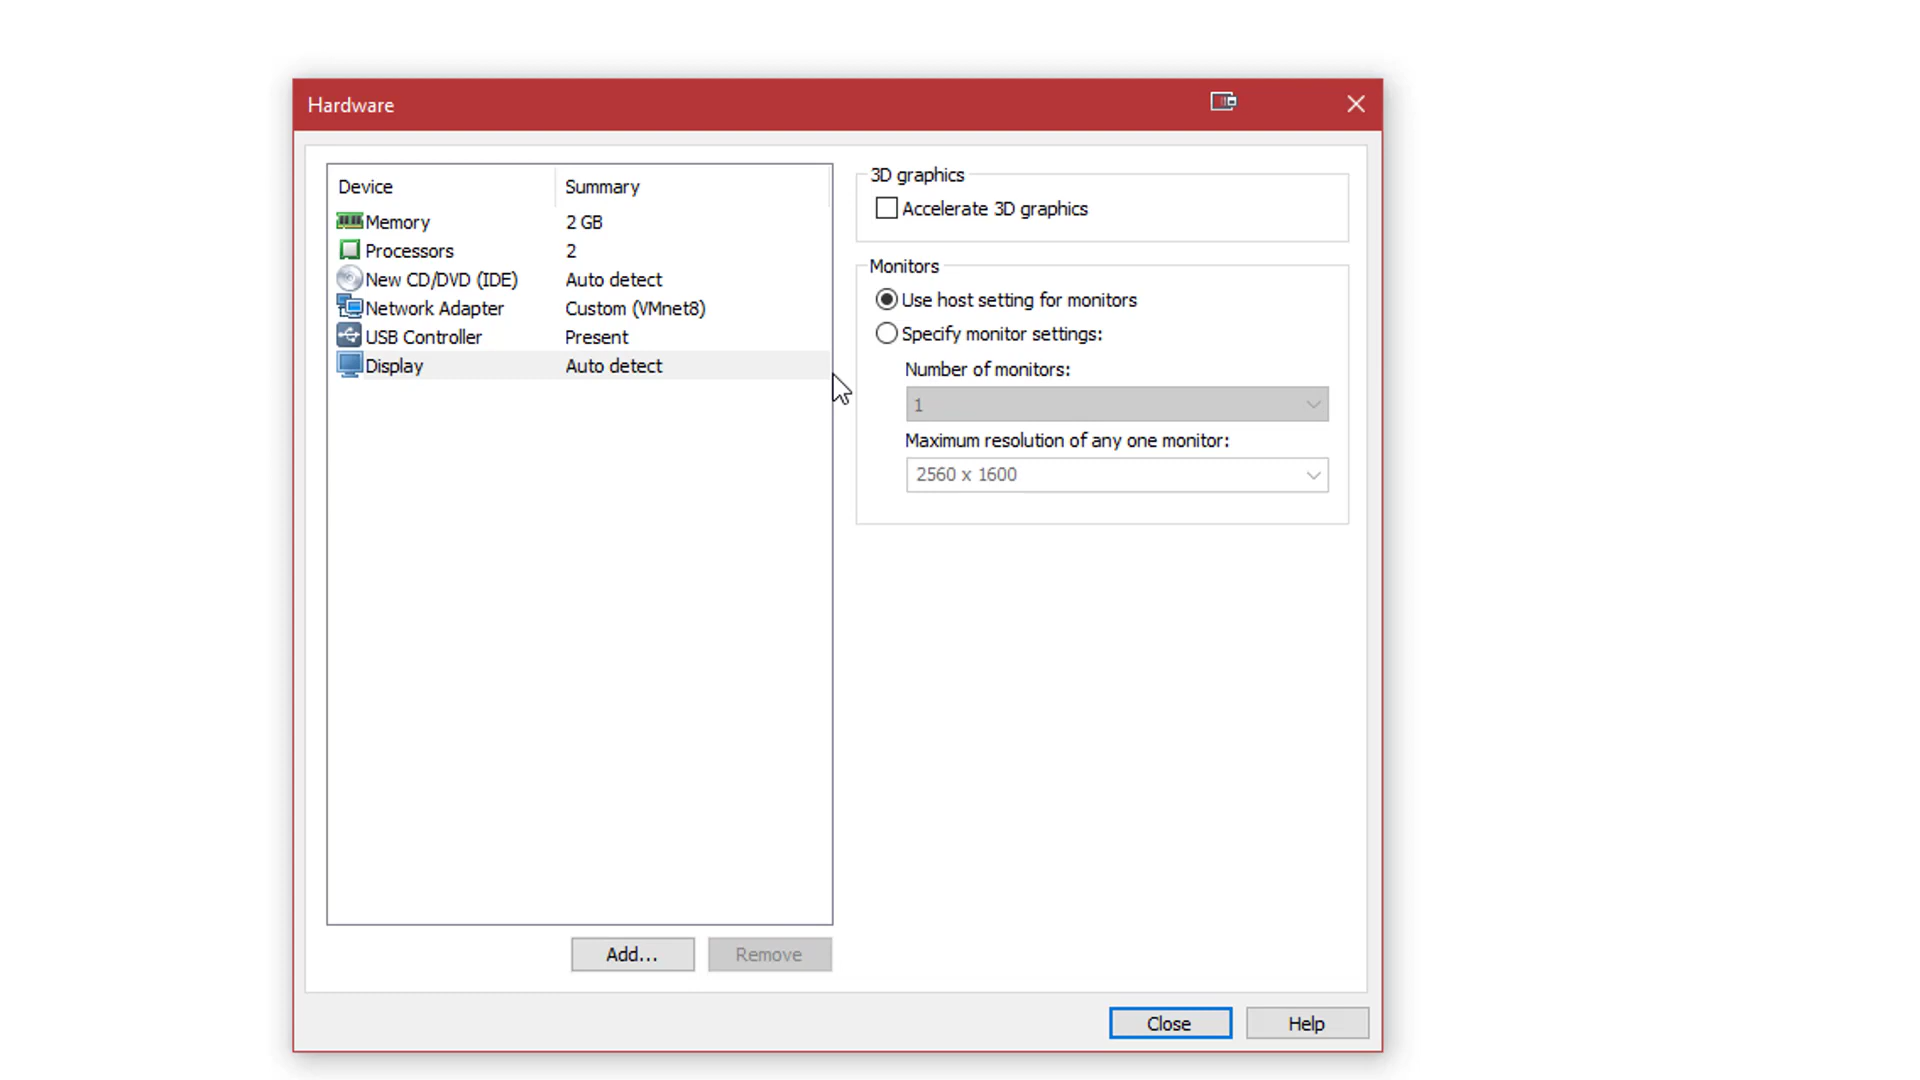 Hardware
Device Summary
Memory 2 GB
Processors 2
New CD/DVD (IDE) Auto detect
Network Adapter Custom (VMnet8)
USB Controller Present
Display Auto detect
Add...
Remove
3D graphics
Accelerate 3D graphics
Monitors
Use host setting for monitors
Specify monitor settings:
Number of monitors:
1
Maximum resolution of any one monitor:
2560 x 1600
Close
Help